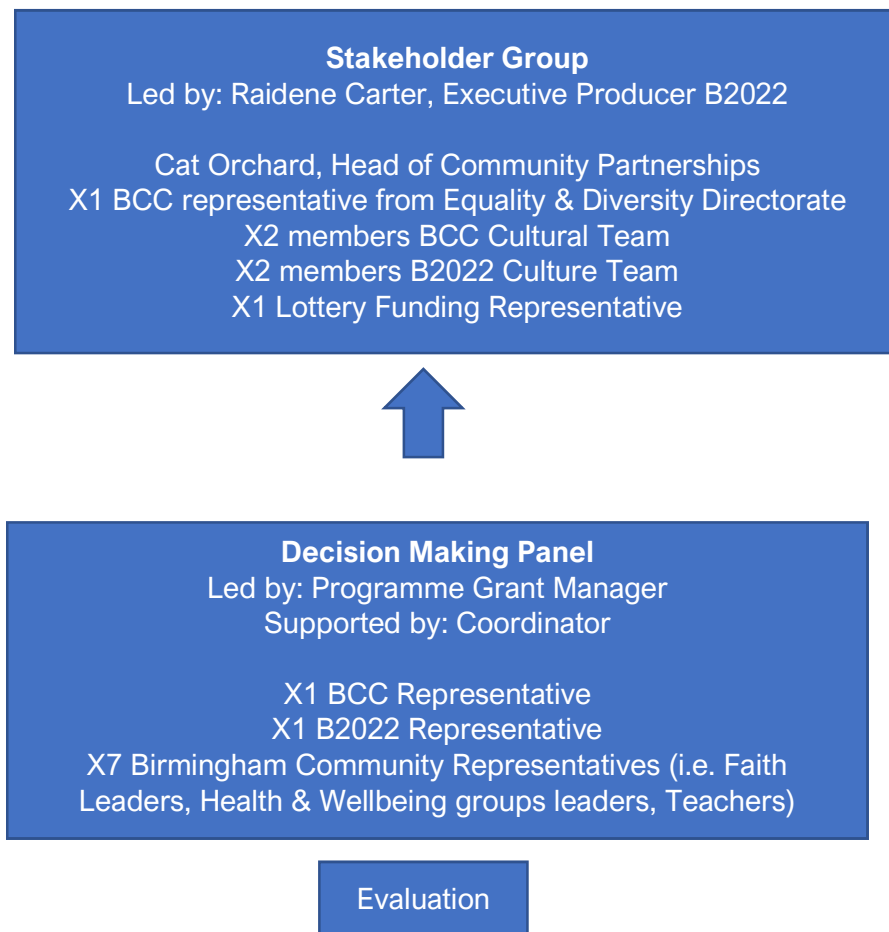 Stakeholder Group
Led by: Raidene Carter, Executive Producer B2022
Cat Orchard, Head of Community Partnerships
X1 BCC representative from Equality & Diversity Directorate
X2 members BCC Cultural Team
X2 members B2022 Culture Team
X1 Lottery Funding Representative
Decision Making Panel
Led by: Programme Grant Manager
Supported by: Coordinator
X1 BCC Representative
X1 B2022 Representative
X7 Birmingham Community Representatives (i.e. Faith
Leaders, Health & Wellbeing groups leaders, Teachers)
Evaluation